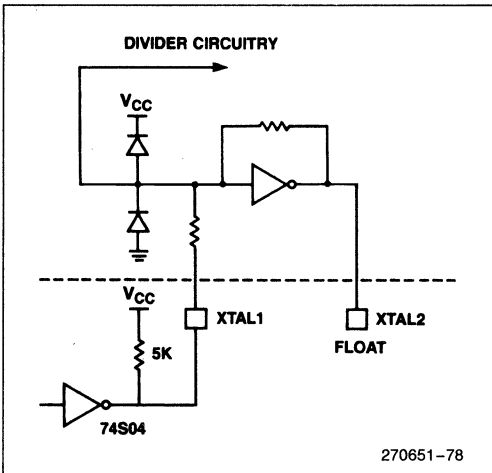 DIVIDER CIRCUITRY
VCC
VCC
XTAL1
XTAL2
5K
FLOAT
74S04
270651-78